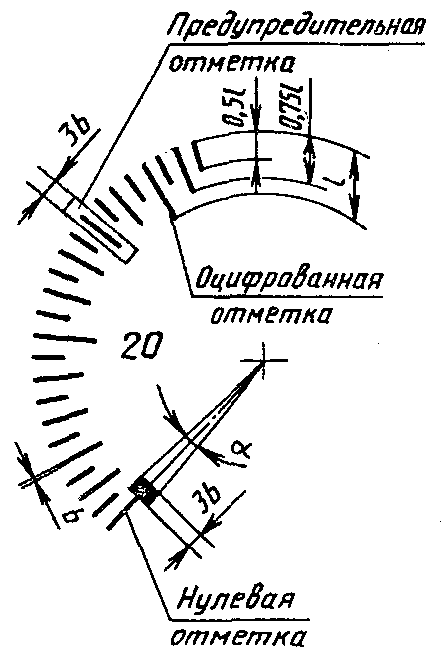 Предупредительная
отметка
3b
0,5l
0,75l
l
Оцифрованная
отметка
20
α
3b
b
Нулевая
отметка